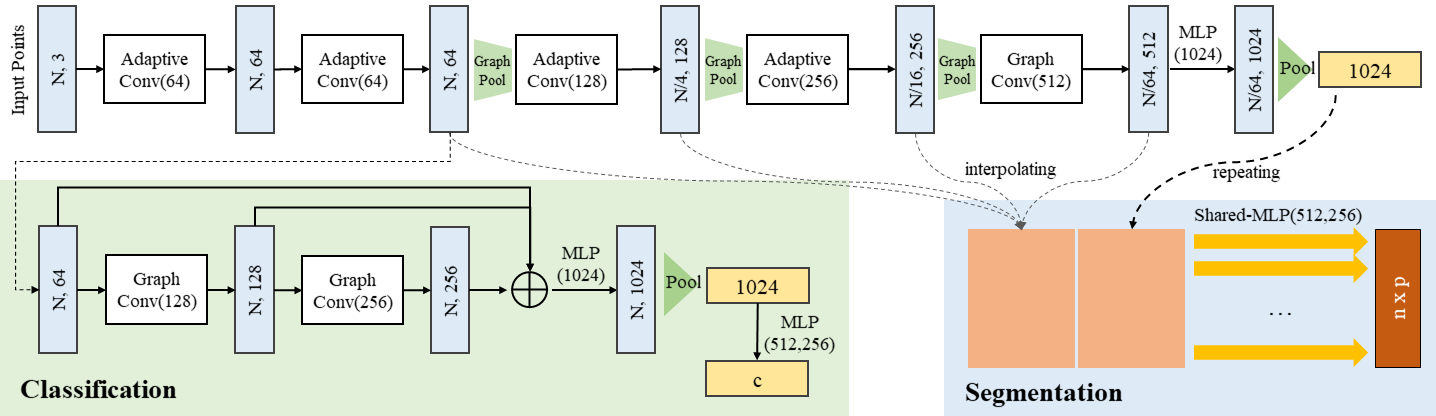 Input Points
N, 3
Adaptive
Conv(64)
N, 64
Adaptive
Conv(64)
N, 64
Graph
Pool
Adaptive
Conv(128)
N/4, 128
Graph
Pool
Adaptive
Conv(256)
N/16, 256
Graph
Pool
Graph
Conv(512)
N/64, 512
MLP
(1024)
N/64, 1024
Pool
1024
interpolating
repeating
N, 64
Graph
Conv(128)
N, 128
Graph
Conv(256)
N, 256
MLP
(1024)
N, 1024
Pool
1024
MLP
(512,256)
c
Classification
Shared-MLP(512,256)
...
n x p
Segmentation